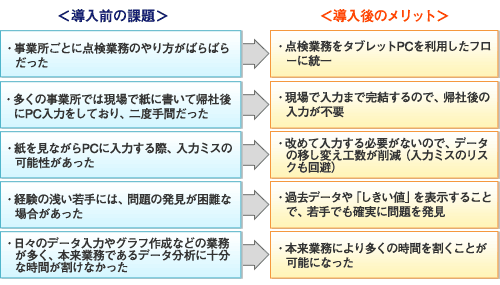 ＜導入前の課題＞
＜導入後のメリット＞
・事業所ごとに点検業務のやり方がばらばら
だった
・点検業務をタブレットPCを利用したフロ
ーに統一
・多くの事業所では現場で紙に書いて帰社後
にPC入力をしており、二度手間だった
・現場で入力まで完結するので、帰社後の
入力が不要
・紙を見ながらPCに入力する際、入力ミスの
可能性があった
・改めて入力する必要がないので、データ
の移し変え工数が削減（入力ミスのリス
クも回避）
・経験の浅い若手には、問題の発見が困難な
場合があった
・過去データや「しきい値」を表示すること
で、若手でも確実に問題を発見
・日々のデータ入力やグラフ作成などの業務
が多く、本来業務であるデータ分析に十分
な時間が割けなかった
・本来業務により多くの時間を割くことが
可能になった